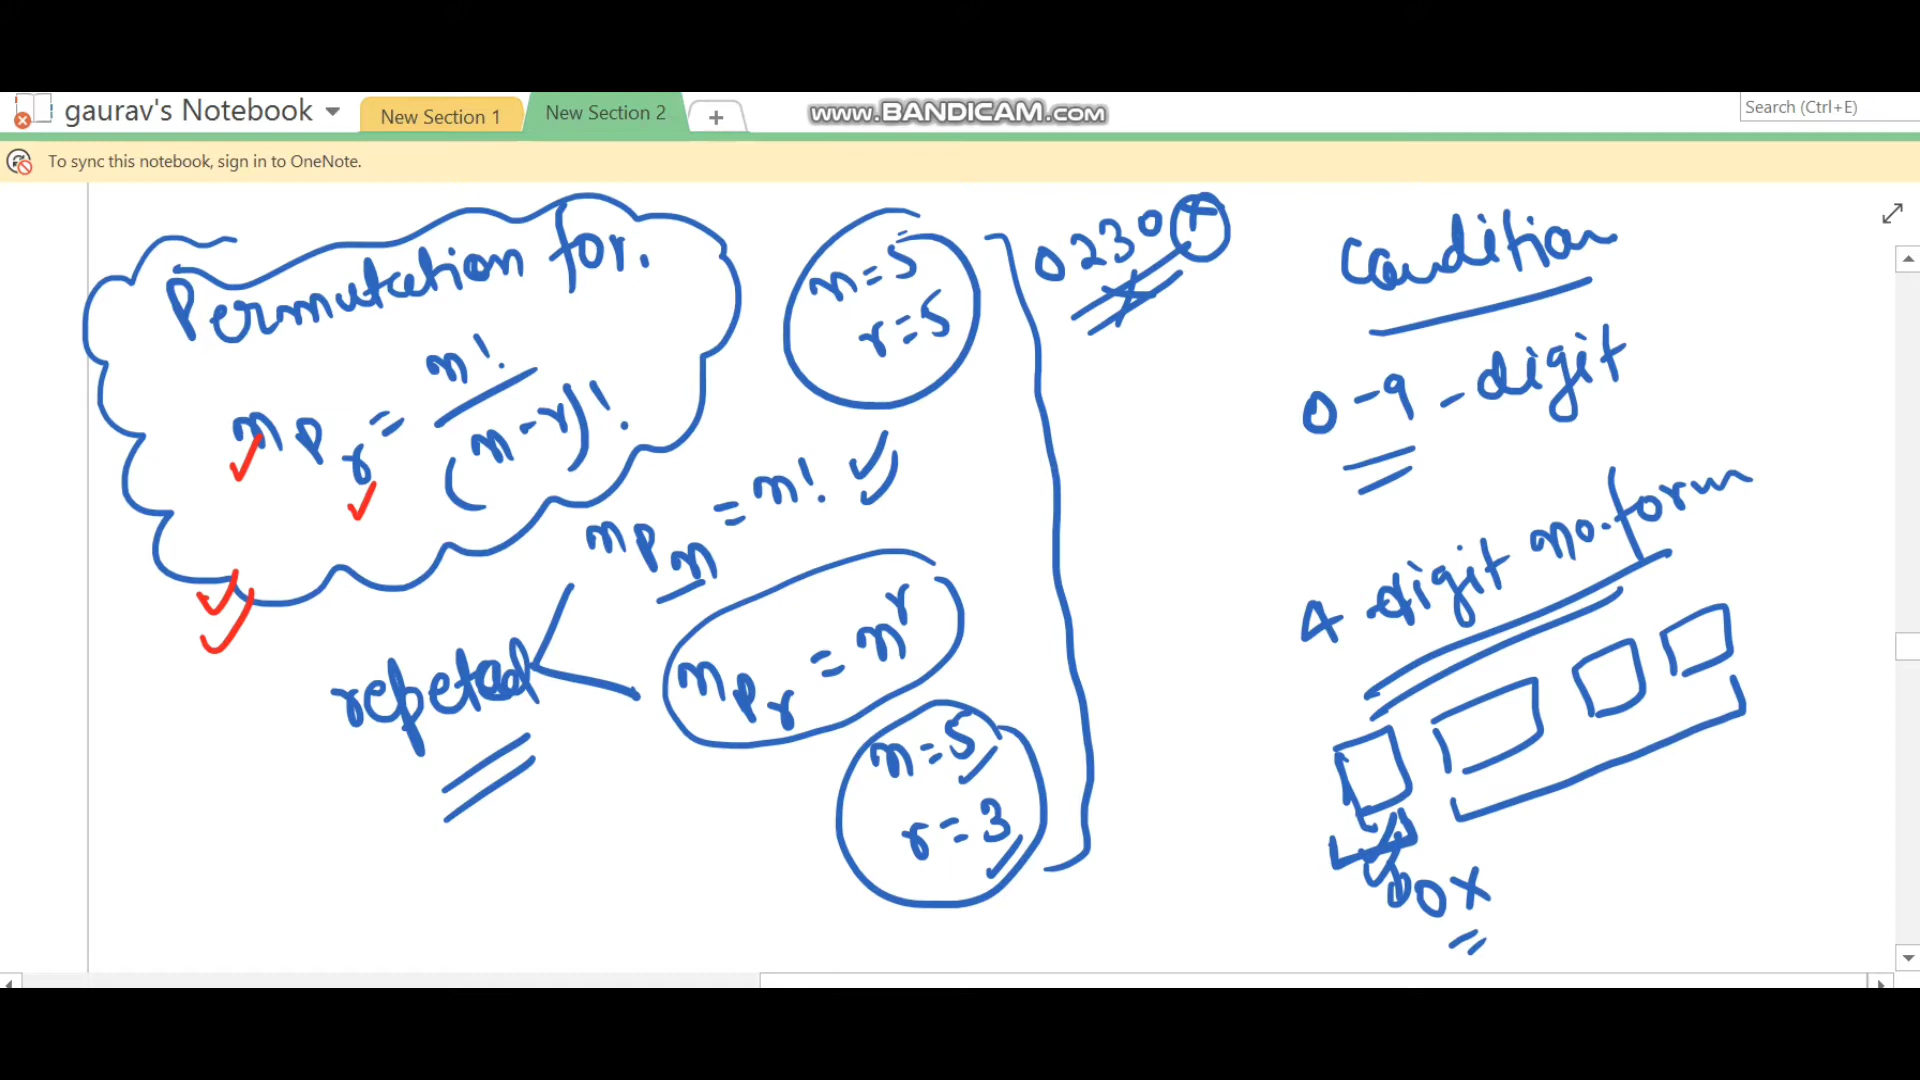 gaurav's Notebook
New Section 1
New Section 2
+
www.BANDICAM.com
Search (Ctrl+E)
To sync this notebook, sign in to OneNote.
Permutation for.
nPr = n! / (n-r)!
n=5
r=5
nPn = n!
repeted
nPr = n^r
n=5
r=3
0230
condition
0-9-digit
4 digit no. form
0 x